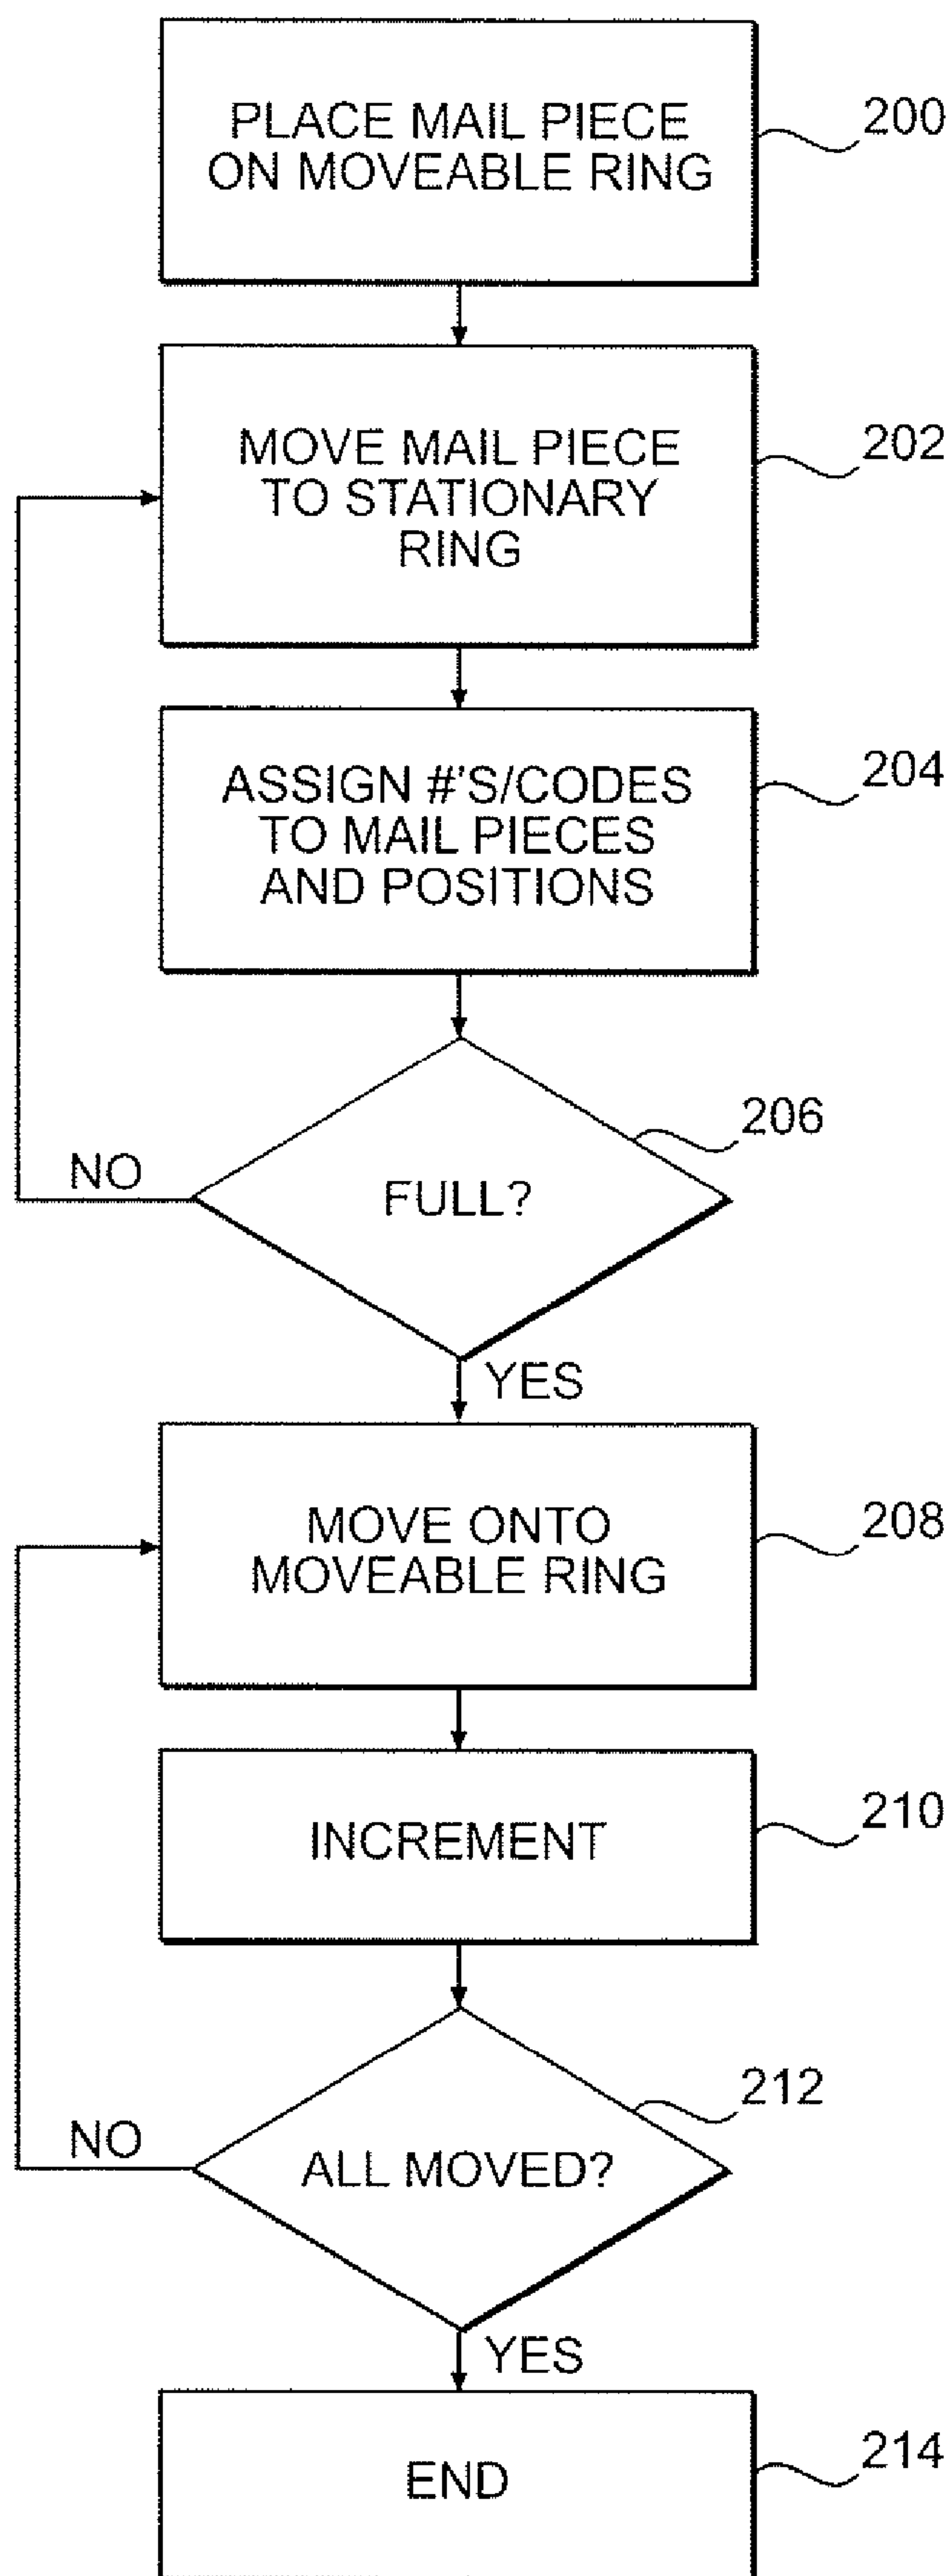 PLACE MAIL PIECE
ON MOVEABLE RING
200
MOVE MAIL PIECE
TO STATIONARY
RING
202
ASSIGN #'S/CODES
TO MAIL PIECES
AND POSITIONS
204
FULL?
206
NO
YES
MOVE ONTO
MOVEABLE RING
208
INCREMENT
210
ALL MOVED?
212
NO
YES
END
214